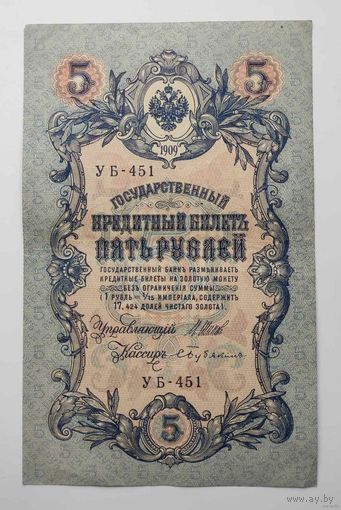 5 5
1909
УБ-451
ГОСУДАРСТВЕННЫЙ
КРЕДИТНЫЙ БИЛЕТЪ
ПЯТЬ РУБЛЕЙ
ГОСУДАРСТВЕННЫЙ БАНКЪ РАЗМѢНИВАЕТЪ
КРЕДИТНЫЕ БИЛЕТЫ НА ЗОЛОТУЮ МОНЕТУ
БЕЗЪ ОГРАНИЧЕНІЯ СУММЫ
(1 РУБЛЬ = 1/15 ИМПЕРІАЛА, СОДЕРЖИТЪ
17,424 ДОЛЕЙ ЧИСТАГО ЗОЛОТА).
Управляющій
Кассиръ
УБ-451
5
www.ay.by